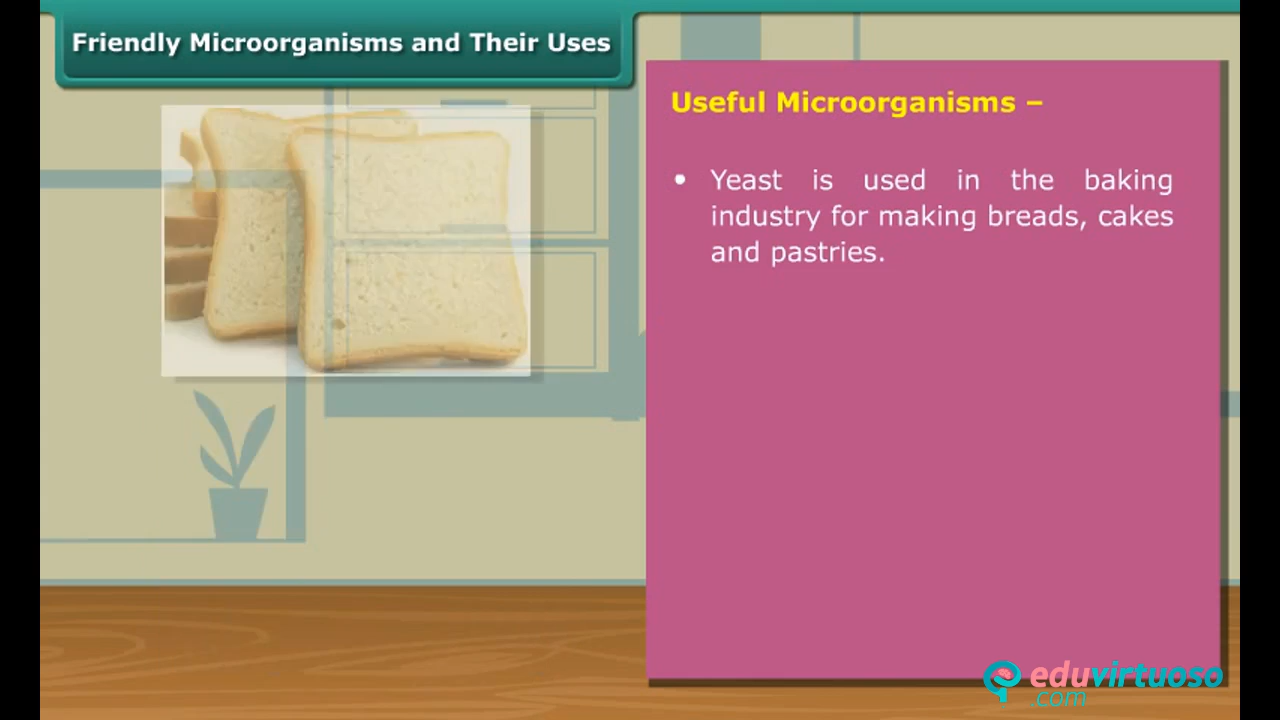 Friendly Microorganisms and Their Uses
Useful Microorganisms –
• Yeast is used in the baking
industry for making breads, cakes
and pastries.
eduvirtuoso
.com